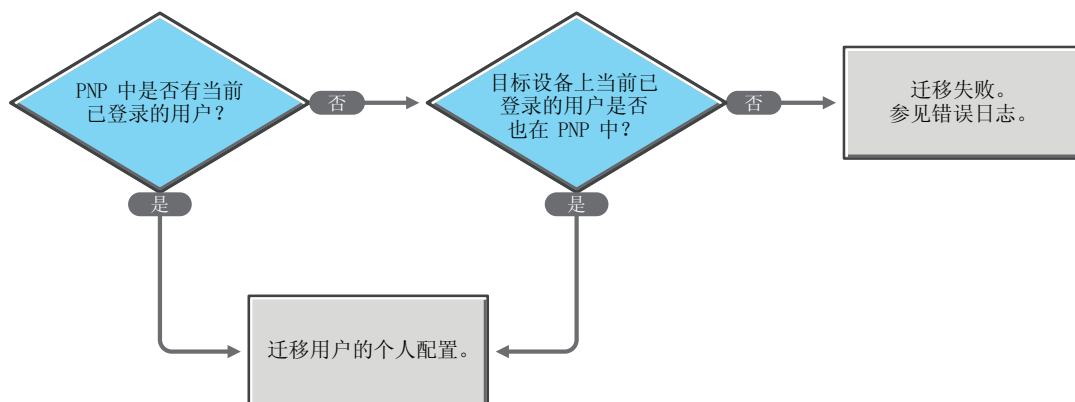 PNP 中是否有当前
已登录的用户？
否
目标设备上当前已
登录的用户是否
也在 PNP 中？
否
迁移失败。
参见错误日志。
是
是
迁移用户的个人配置。